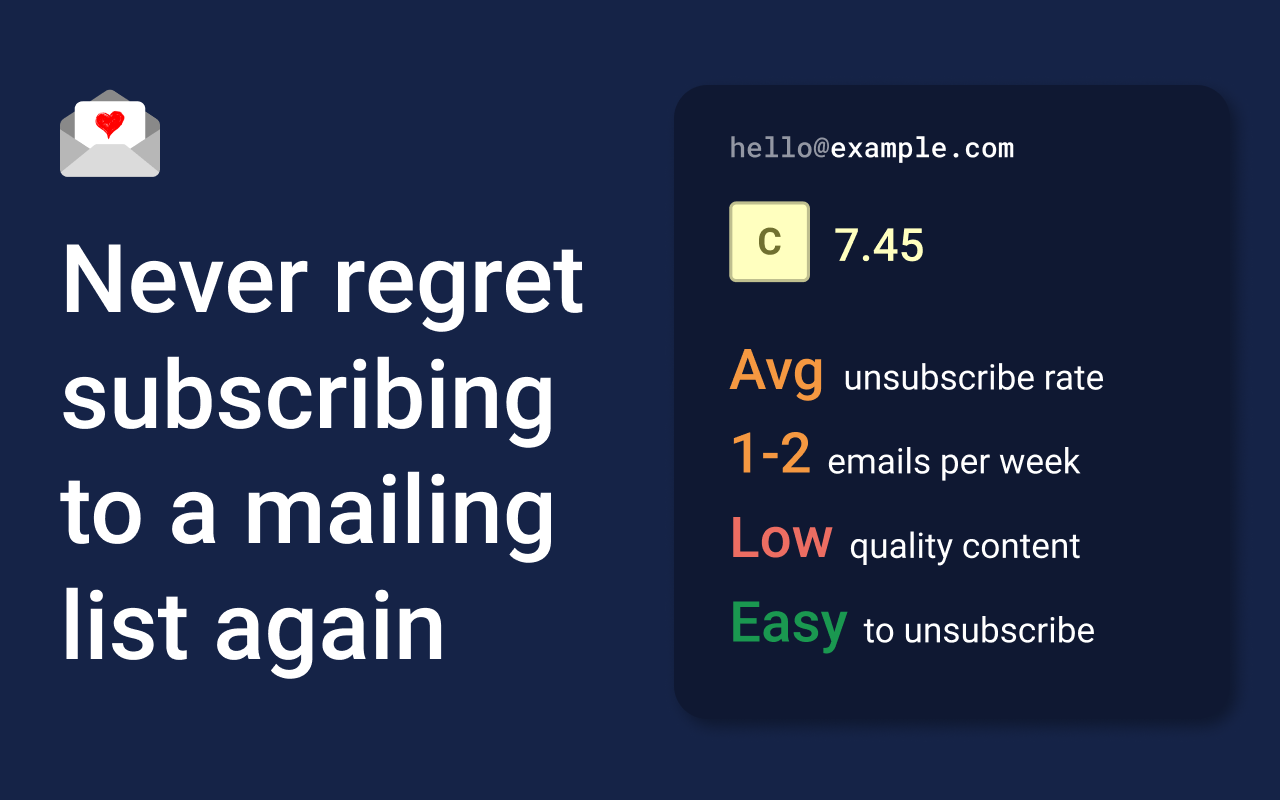 Never regret
subscribing
to a mailing
list again
hello@example.com
C 7.45
Avg unsubscribe rate
1-2 emails per week
Low quality content
Easy to unsubscribe